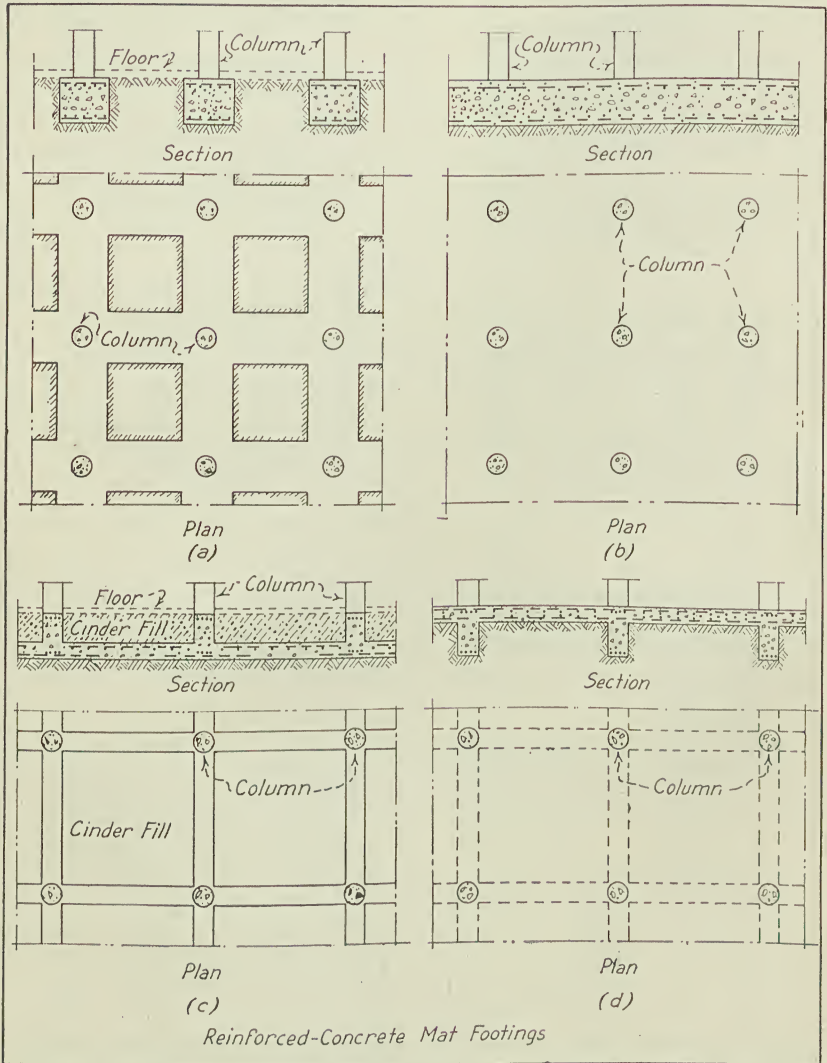 Floor
Column
Section
Column
Plan
(a)
Column
Section
Column
Plan
(b)
Floor
Column
Cinder Fill
Section
Column
Cinder Fill
Plan
(c)
Section
Column
Plan
(d)
Reinforced-Concrete Mat Footings